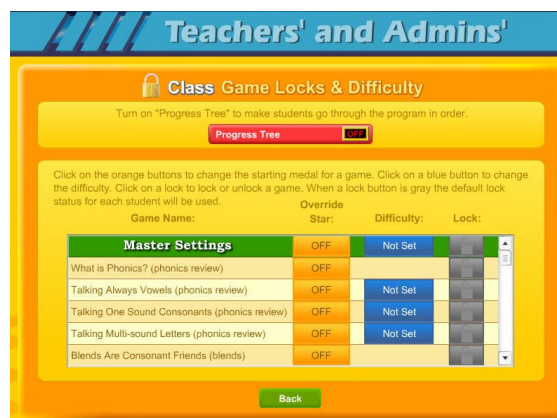 Teachers' and Admins'
Class Game Locks & Difficulty
Turn on "Progress Tree" to make students go through the program in order.
Progress Tree OFF
Click on the orange buttons to change the starting medal for a game. Click on a blue button to change
the difficulty. Click on a lock to lock or unlock a game. When a lock button is gray the default lock
status for each student will be used.
Game Name: Override Star: Difficulty: Lock:
Master Settings OFF Not Set
What is Phonics? (phonics review) OFF
Talking Always Vowels (phonics review) OFF Not Set
Talking One Sound Consonants (phonics review) OFF Not Set
Talking Multi-sound Letters (phonics review) OFF Not Set
Blends Are Consonant Friends (blends) OFF
Back